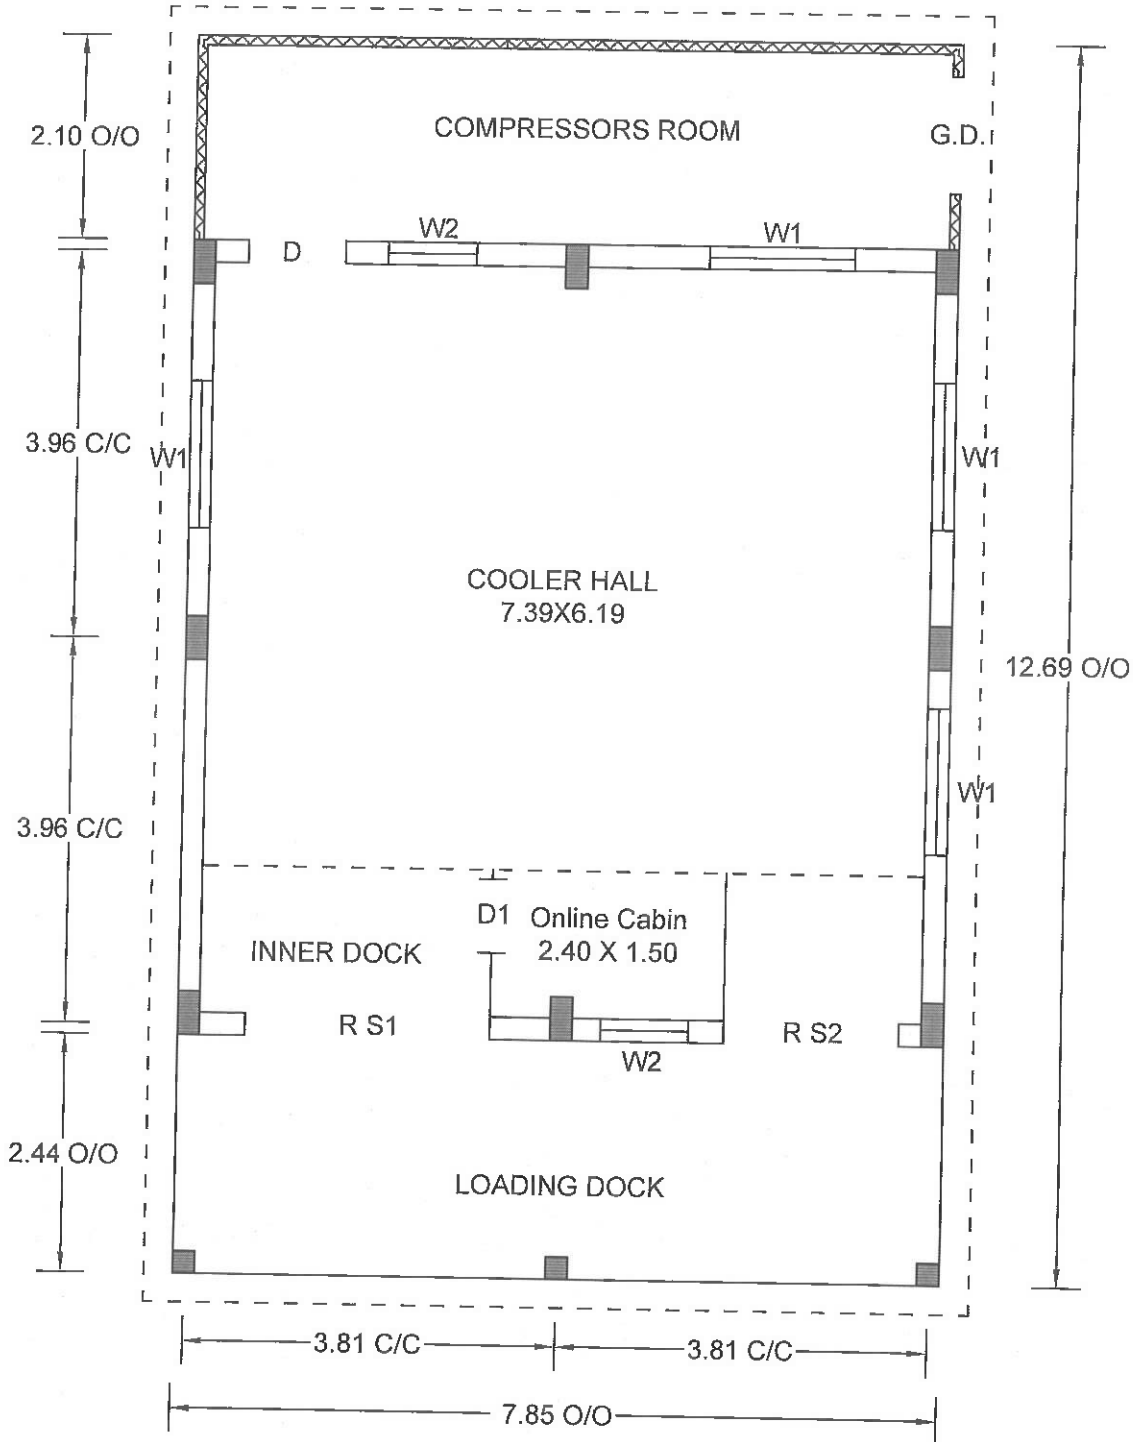 2.10 O/O
COMPRESSORS ROOM
G.D.
W2
W1
D
3.96 C/C
W1
W1
COOLER HALL
7.39X6.19
12.69 O/O
W1
3.96 C/C
D1
Online Cabin
2.40 X 1.50
INNER DOCK
R S1
R S2
W2
2.44 O/O
LOADING DOCK
3.81 C/C
3.81 C/C
7.85 O/O